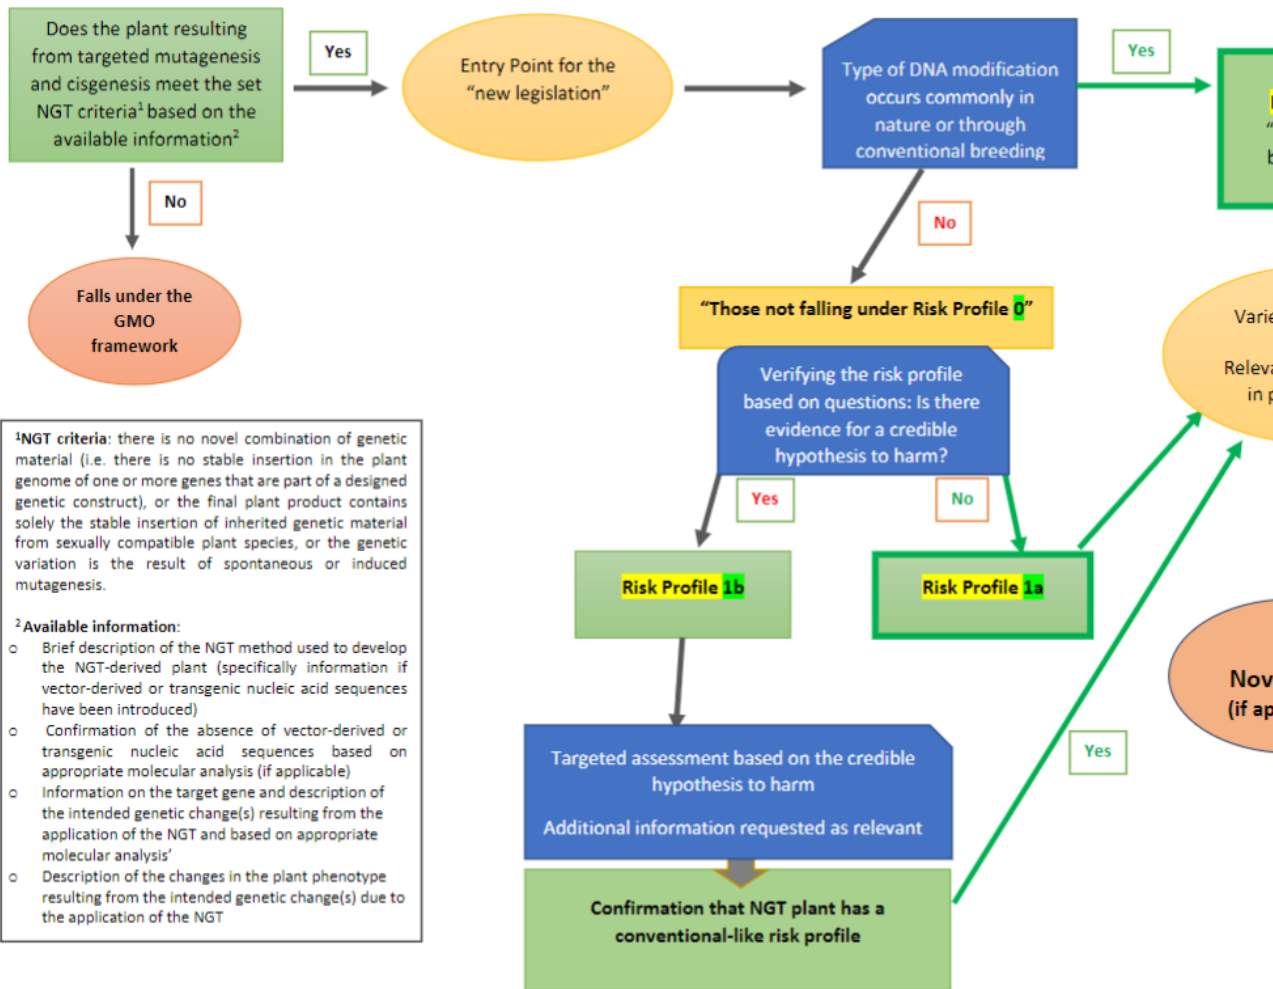 Does the plant resulting
from targeted mutagenesis
and cisgenesis meet the set
NGT criteria¹ based on the
available information²
Yes
Entry Point for the
“new legislation”
Type of DNA modification
occurs commonly in
nature or through
conventional breeding
Yes
No
Falls under the
GMO
framework
No
“Those not falling under Risk Profile 0”
Verifying the risk profile
based on questions: Is there
evidence for a credible
hypothesis to harm?
Yes
No
Risk Profile 1b
Risk Profile 1a
Targeted assessment based on the credible
hypothesis to harm
Additional information requested as relevant
Confirmation that NGT plant has a
conventional-like risk profile
Yes
in p
(if ap
¹NGT criteria: there is no novel combination of genetic
material (i.e. there is no stable insertion in the plant
genome of one or more genes that are part of a designed
genetic construct), or the final plant product contains
solely the stable insertion of inherited genetic material
from sexually compatible plant species, or the genetic
variation is the result of spontaneous or induced
mutagenesis.
² Available information:
o Brief description of the NGT method used to develop
the NGT-derived plant (specifically information if
vector-derived or transgenic nucleic acid sequences
have been introduced)
o Confirmation of the absence of vector-derived or
transgenic nucleic acid sequences based on
appropriate molecular analysis (if applicable)
o Information on the target gene and description of
the intended genetic change(s) resulting from the
application of the NGT and based on appropriate
molecular analysis’
o Description of the changes in the plant phenotype
resulting from the intended genetic change(s) due to
the application of the NGT